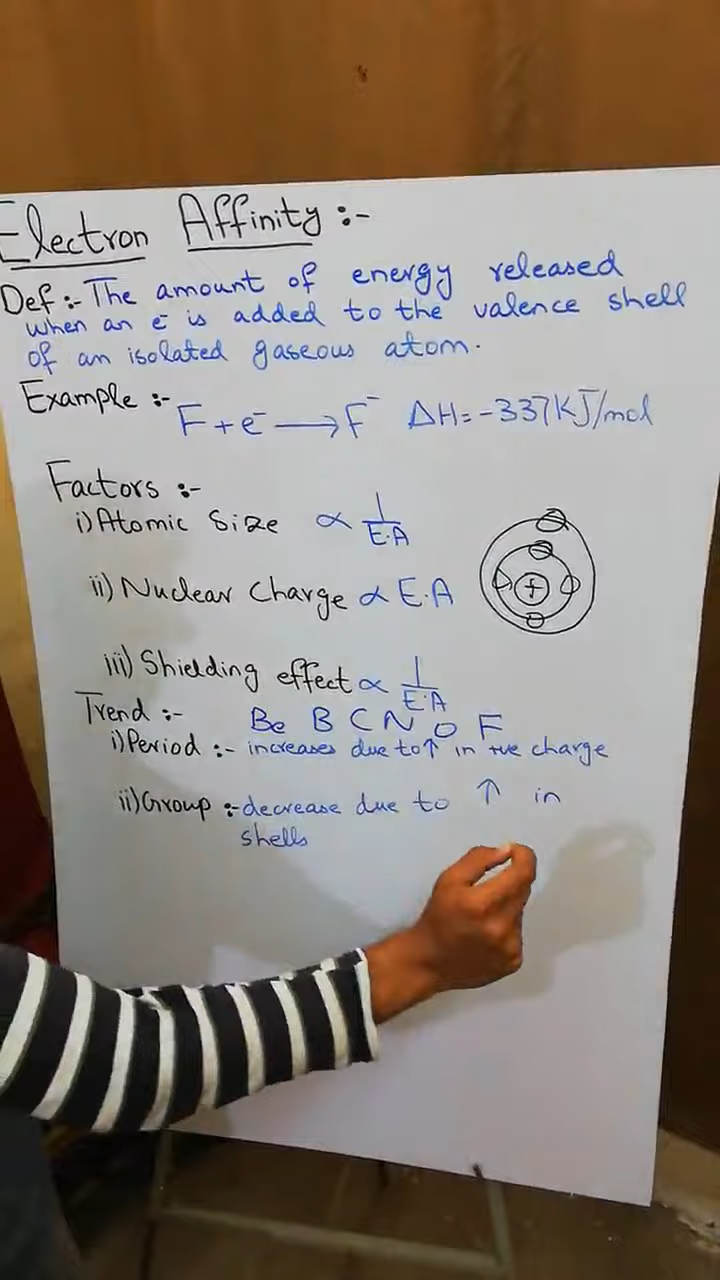 Electron Affinity :-
Def :- The amount of energy released
when an e⁻ is added to the valence shell
of an isolated gaseous atom.
Example :-
F + e⁻ ⟶ F⁻ ΔH = -337KJ/mol
Factors :-
i) Atomic Size ∝ 1/E.A
ii) Nuclear Charge ∝ E.A
+
iii) Shielding effect ∝ 1/E.A
Trend :- Be B C N O F
i) Period :- increases due to ↑ in +ve charge
ii) Group :- decrease due to ↑ in
shells